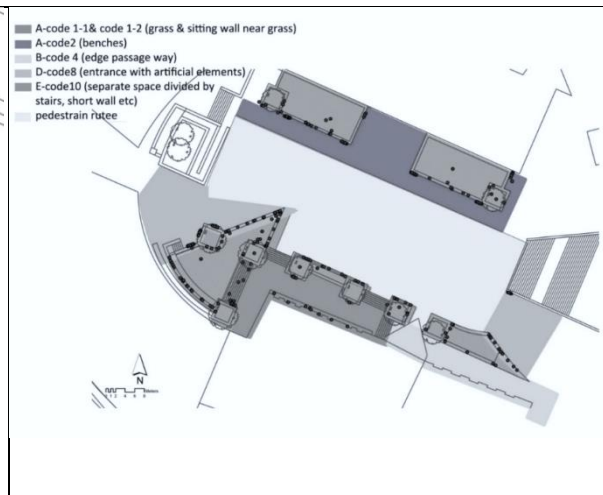 A-code 1-1& code 1-2 (grass & sitting wall near grass)
A-code2 (benches)
B-code 4 (edge passage way)
D-code8 (entrance with artificial elements)
E-code10 (separate space divided by
stairs, short wall etc)
pedestrain rutee
N